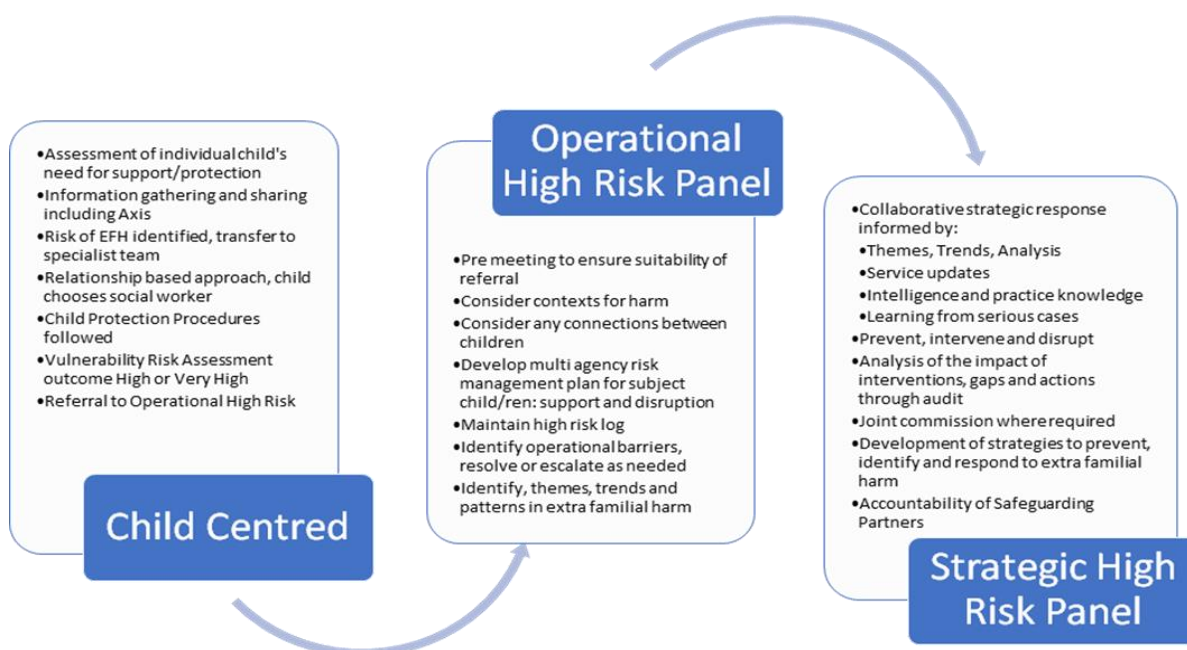 •Assessment of individual child's
need for support/protection
•Information gathering and sharing
including Axis
•Risk of EFH identified, transfer to
specialist team
•Relationship based approach, child
chooses social worker
•Child Protection Procedures
followed
•Vulnerability Risk Assessment
outcome High or Very High
•Referral to Operational High Risk
Child Centred
Operational
High Risk Panel
•Pre meeting to ensure suitability of
referral
•Consider contexts for harm
•Consider any connections between
children
•Develop multi agency risk
management plan for subject
child/ren: support and disruption
•Maintain high risk log
•Identify operational barriers,
resolve or escalate as needed
•Identify, themes, trends and
patterns in extra familial harm
•Collaborative strategic response
informed by:
•Themes, Trends, Analysis
•Service updates
•Intelligence and practice knowledge
•Learning from serious cases
•Prevent, intervene and disrupt
•Analysis of the impact of
interventions, gaps and actions
through audit
•Joint commission where required
•Development of strategies to prevent,
identify and respond to extra familial
harm
•Accountability of Safeguarding
Partners
Strategic High
Risk Panel